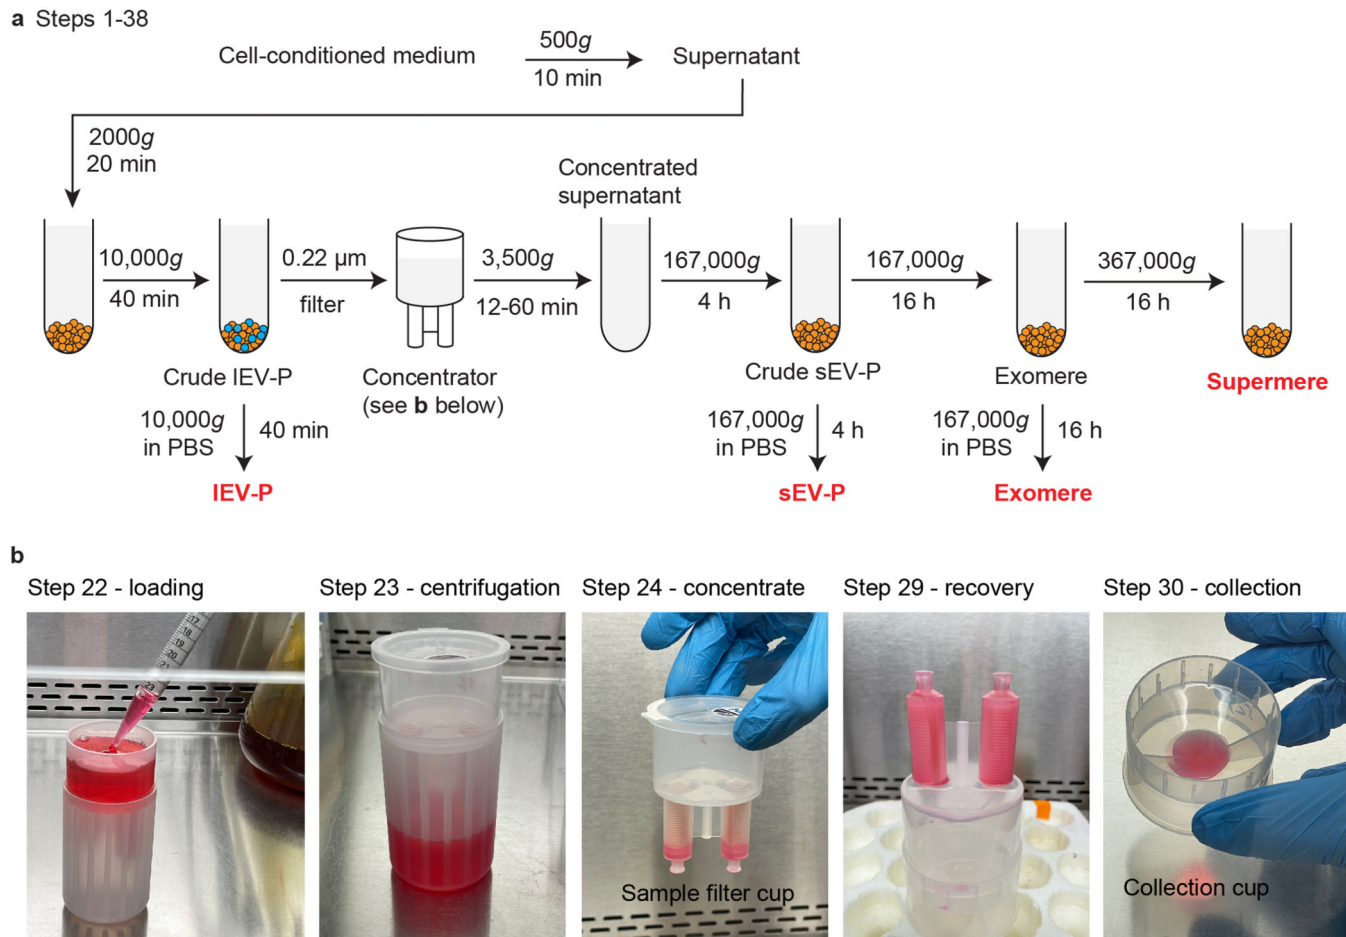 a Steps 1-38
Cell-conditioned medium
500g
10 min
Supernatant
2000g
20 min
Concentrated
supernatant
10,000g
40 min
0.22 µm
filter
3,500g
12-60 min
167,000g
4 h
167,000g
16 h
367,000g
16 h
Crude lEV-P
Concentrator
(see b below)
Crude sEV-P
Exomere
Supermere
10,000g
in PBS
40 min
167,000g
in PBS
4 h
167,000g
in PBS
16 h
lEV-P
sEV-P
Exomere
b
Step 22 - loading
Step 23 - centrifugation
Step 24 - concentrate
Step 29 - recovery
Step 30 - collection
Sample filter cup
Collection cup